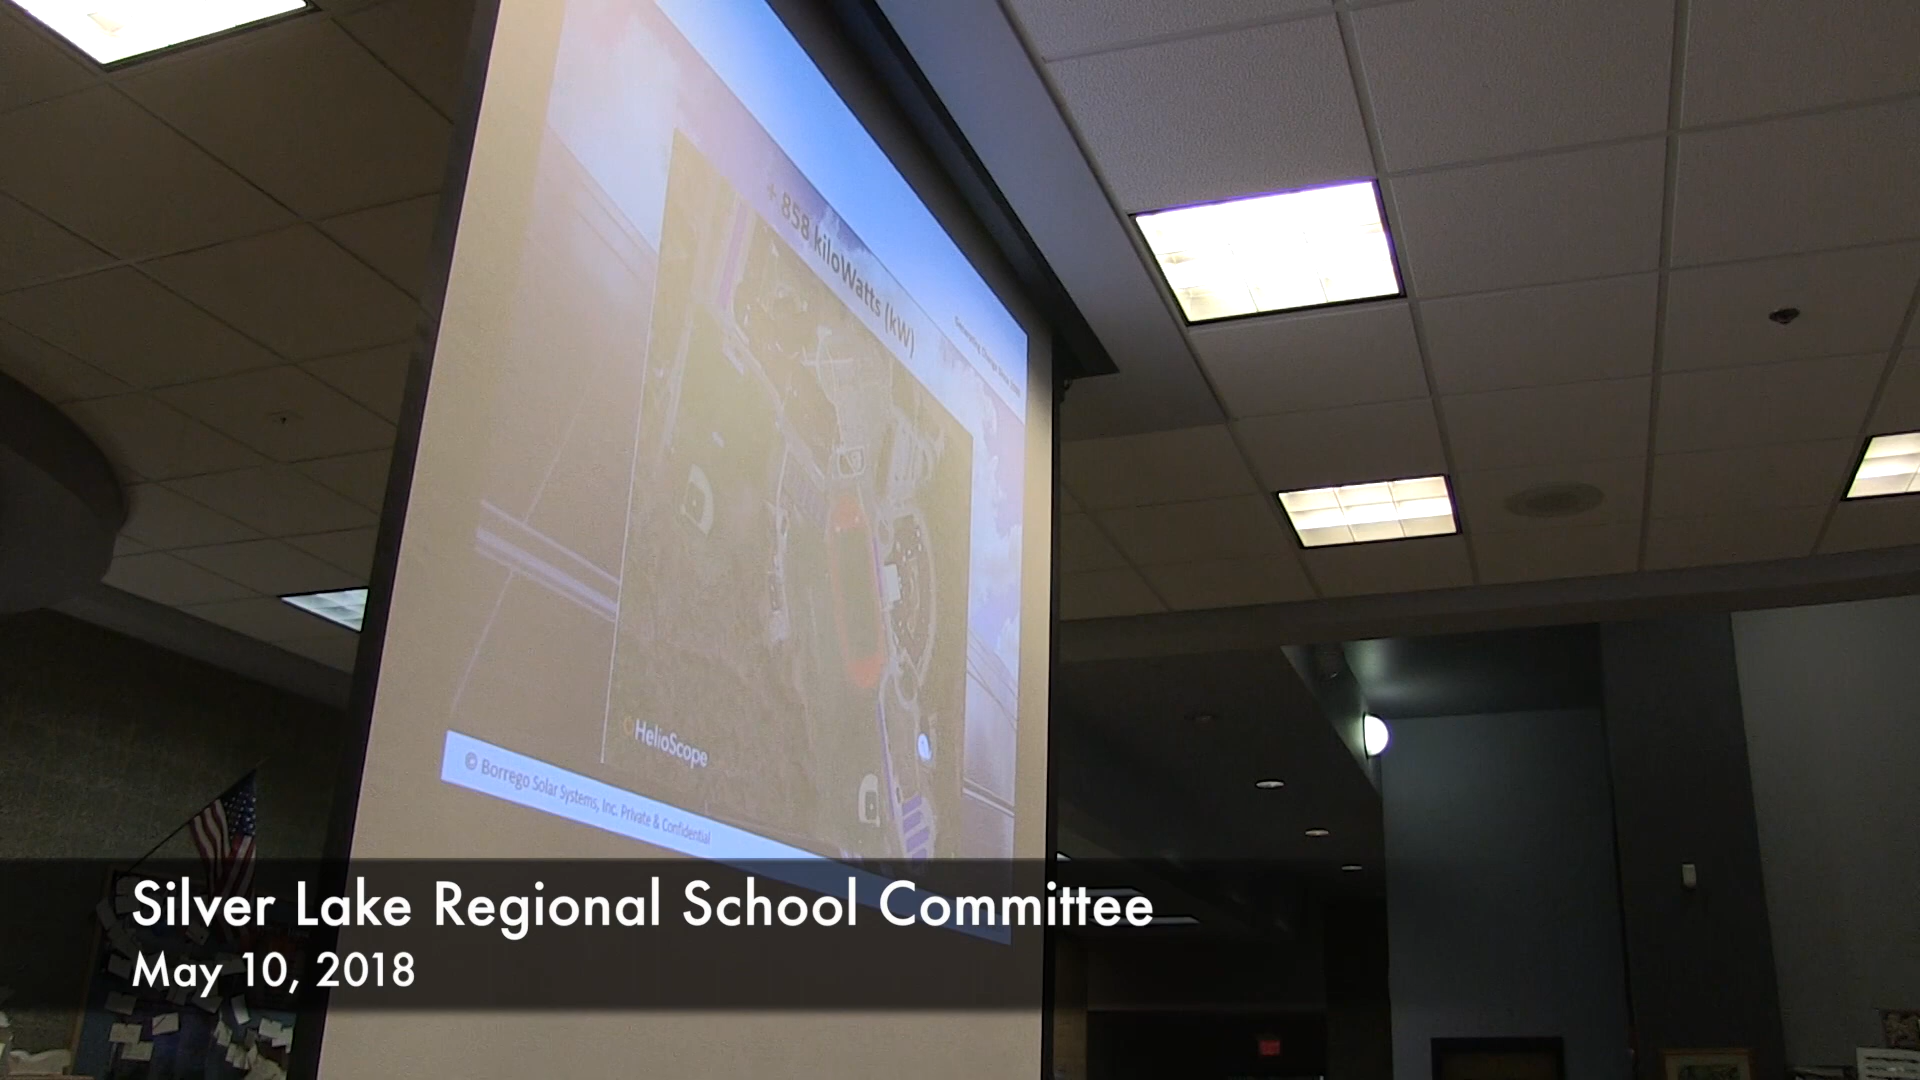 + 858 kiloWatts (kW)
HelioScope
© Borrego Solar Systems, Inc. Private & Confidential
Silver Lake Regional School Committee
May 10, 2018